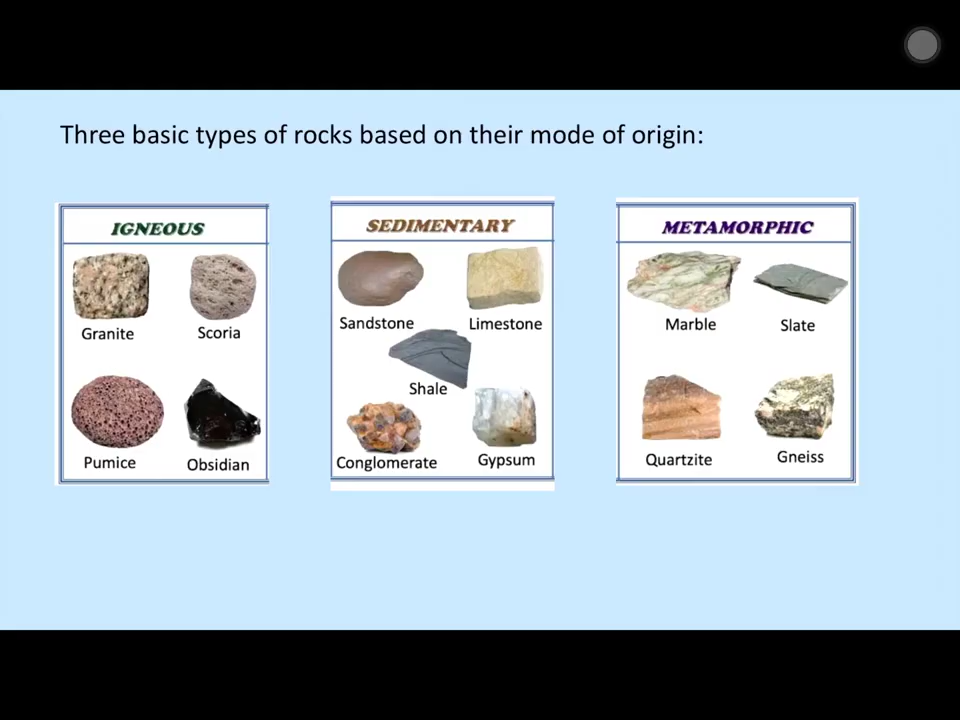 Three basic types of rocks based on their mode of origin:
IGNEOUS
Granite
Scoria
Pumice
Obsidian
SEDIMENTARY
Sandstone
Limestone
Shale
Conglomerate
Gypsum
METAMORPHIC
Marble
Slate
Quartzite
Gneiss